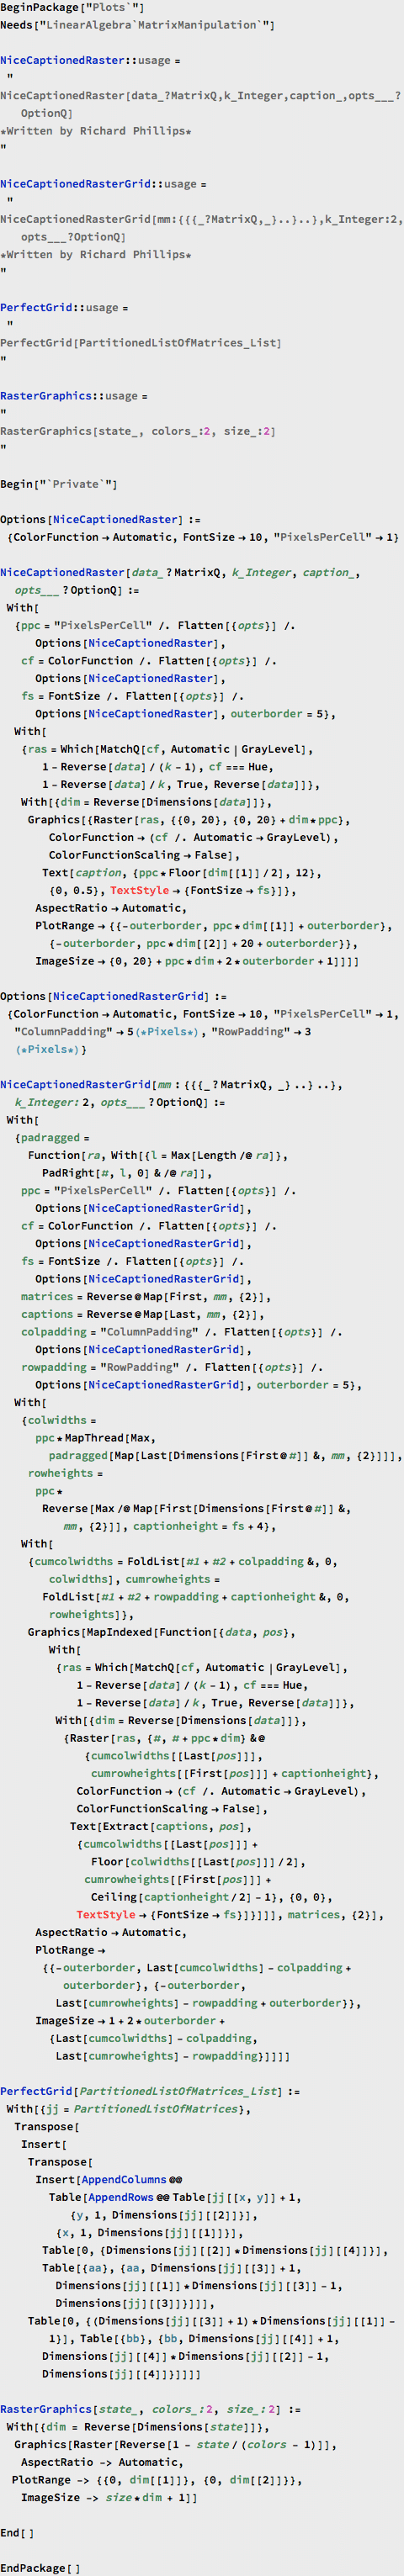 BeginPackage["Plots`"]
Needs["LinearAlgebra`MatrixManipulation`"]
NiceCaptionedRaster::usage =
"
NiceCaptionedRaster[data_?MatrixQ,k_Integer,caption_,opts___?
OptionQ]
*Written by Richard Phillips*
"
NiceCaptionedRasterGrid::usage =
"
NiceCaptionedRasterGrid[mm:{{{_?MatrixQ,_}..}..},k_Integer:2,
opts___?OptionQ]
*Written by Richard Phillips*
"
PerfectGrid::usage =
"
PerfectGrid[PartitionedListOfMatrices_List]
"
RasterGraphics::usage =
"
RasterGraphics[state_, colors_:2, size_:2]
"
Begin["`Private`"]
Options[NiceCaptionedRaster] :=
{ColorFunction → Automatic, FontSize → 10, "PixelsPerCell" → 1}
NiceCaptionedRaster[data_?MatrixQ, k_Integer, caption_,
opts___?OptionQ] :=
With[
{ppc = "PixelsPerCell" /. Flatten[{opts}] /.
Options[NiceCaptionedRaster],
cf = ColorFunction /. Flatten[{opts}] /.
Options[NiceCaptionedRaster],
fs = FontSize /. Flatten[{opts}] /.
Options[NiceCaptionedRaster], outerborder = 5},
With[
{ras = Which[MatchQ[cf, Automatic | GrayLevel],
1 - Reverse[data] / (k - 1), cf === Hue,
1 - Reverse[data] / k, True, Reverse[data]]},
With[{dim = Reverse[Dimensions[data]]},
Graphics[{Raster[ras, {{0, 20}, {0, 20} + dim*ppc},
ColorFunction → (cf /. Automatic → GrayLevel),
ColorFunctionScaling → False],
Text[caption, {ppc*Floor[dim[[1]] / 2], 12},
{0, 0.5}, TextStyle → {FontSize → fs}]},
AspectRatio → Automatic,
PlotRange → {{-outerborder, ppc*dim[[1]] + outerborder},
{-outerborder, ppc*dim[[2]] + 20 + outerborder}},
ImageSize → {0, 20} + ppc*dim + 2*outerborder + 1]]]]
Options[NiceCaptionedRasterGrid] :=
{ColorFunction → Automatic, FontSize → 10, "PixelsPerCell" → 1,
"ColumnPadding" → 5 (*Pixels*), "RowPadding" → 3
(*Pixels*)}
NiceCaptionedRasterGrid[mm : {{{_?MatrixQ, _} ..} ..},
k_Integer: 2, opts___?OptionQ] :=
With[
{padragged =
Function[ra, With[{l = Max[Length /@ ra]},
PadRight[#, l, 0] & /@ ra]],
ppc = "PixelsPerCell" /. Flatten[{opts}] /.
Options[NiceCaptionedRasterGrid],
cf = ColorFunction /. Flatten[{opts}] /.
Options[NiceCaptionedRasterGrid],
fs = FontSize /. Flatten[{opts}] /.
Options[NiceCaptionedRasterGrid],
matrices = Reverse@Map[First, mm, {2}],
captions = Reverse@Map[Last, mm, {2}],
colpadding = "ColumnPadding" /. Flatten[{opts}] /.
Options[NiceCaptionedRasterGrid],
rowpadding = "RowPadding" /. Flatten[{opts}] /.
Options[NiceCaptionedRasterGrid], outerborder = 5},
With[
{colwidths =
ppc*MapThread[Max,
padragged[Map[Last[Dimensions[First@#]] &, mm, {2}]]],
rowheights =
ppc*
Reverse[Max /@ Map[First[Dimensions[First@#]] &,
mm, {2}]], captionheight = fs + 4},
With[
{cumcolwidths = FoldList[#1 + #2 + colpadding &, 0,
colwidths], cumrowheights =
FoldList[#1 + #2 + rowpadding + captionheight &, 0,
rowheights]},
Graphics[MapIndexed[Function[{data, pos},
With[
{ras = Which[MatchQ[cf, Automatic | GrayLevel],
1 - Reverse[data] / (k - 1), cf === Hue,
1 - Reverse[data] / k, True, Reverse[data]]},
With[{dim = Reverse[Dimensions[data]]},
{Raster[ras, {#, # + ppc*dim} &@
{cumcolwidths[[Last[pos]]],
cumrowheights[[First[pos]]] + captionheight},
ColorFunction → (cf /. Automatic → GrayLevel),
ColorFunctionScaling → False],
Text[Extract[captions, pos],
{cumcolwidths[[Last[pos]]] +
Floor[colwidths[[Last[pos]]] / 2],
cumrowheights[[First[pos]]] +
Ceiling[captionheight / 2] - 1}, {0, 0},
TextStyle → {FontSize → fs}]}]]], matrices, {2}],
AspectRatio → Automatic,
PlotRange →
{{-outerborder, Last[cumcolwidths] - colpadding +
outerborder}, {-outerborder,
Last[cumrowheights] - rowpadding + outerborder}},
ImageSize → 1 + 2*outerborder +
{Last[cumcolwidths] - colpadding,
Last[cumrowheights] - rowpadding}]]]]
PerfectGrid[PartitionedListOfMatrices_List] :=
With[{jj = PartitionedListOfMatrices},
Transpose[
Insert[
Transpose[
Insert[AppendColumns @@
Table[AppendRows @@ Table[jj[[x, y]] + 1,
{y, 1, Dimensions[jj][[2]]}],
{x, 1, Dimensions[jj][[1]]}],
Table[0, {Dimensions[jj][[2]]*Dimensions[jj][[4]]}],
Table[{aa}, {aa, Dimensions[jj][[3]] + 1,
Dimensions[jj][[1]]*Dimensions[jj][[3]] - 1,
Dimensions[jj][[3]]}]]],
Table[0, {(Dimensions[jj][[3]] + 1)*Dimensions[jj][[1]] -
1}], Table[{bb}, {bb, Dimensions[jj][[4]] + 1,
Dimensions[jj][[4]]*Dimensions[jj][[2]] - 1,
Dimensions[jj][[4]]}]]]]
RasterGraphics[state_, colors_:2, size_:2] :=
With[{dim = Reverse[Dimensions[state]]},
Graphics[Raster[Reverse[1 - state / (colors - 1)]],
AspectRatio -> Automatic,
PlotRange -> {{0, dim[[1]]}, {0, dim[[2]]}},
ImageSize -> size*dim + 1]]
End[ ]
EndPackage[ ]